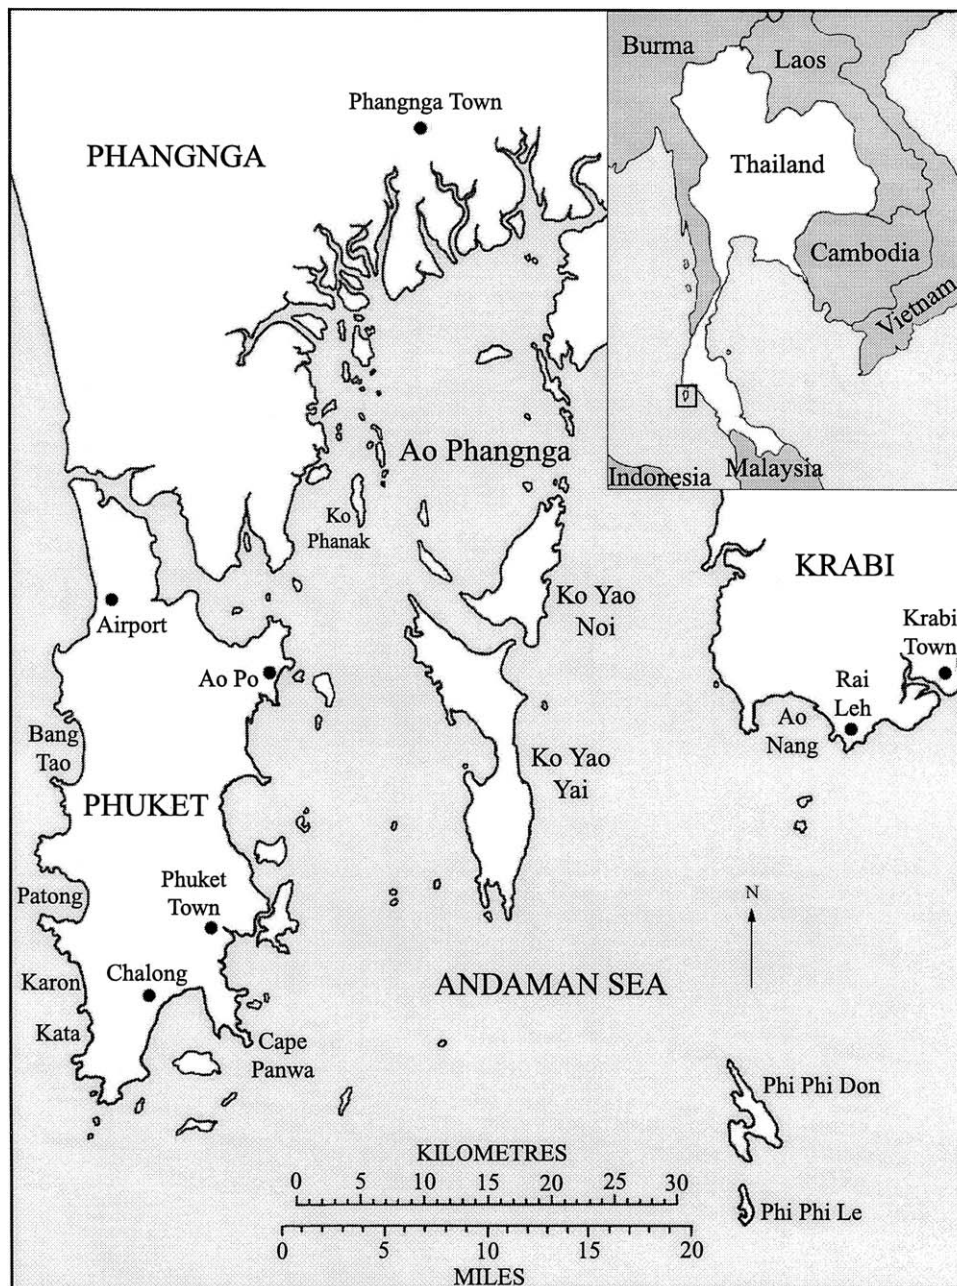 Burma
Laos
Thailand
Cambodia
Vietnam
Malaysia
Indonesia
Phangnga Town
PHANGNGA
Ao Phangnga
Ko
Phanak
KRABI
Ko Yao
Noi
Krabi
Town
Airport
Ao Po
Rai
Leh
Ao
Nang
Bang
Tao
Ko Yao
Yai
PHUKET
Patong
Phuket
Town
N
Karon
Chalong
ANDAMAN SEA
Kata
Cape
Panwa
Phi Phi Don
KILOMETRES
0 5 10 15 20 25 30
Phi Phi Le
0 5 10 15 20
MILES